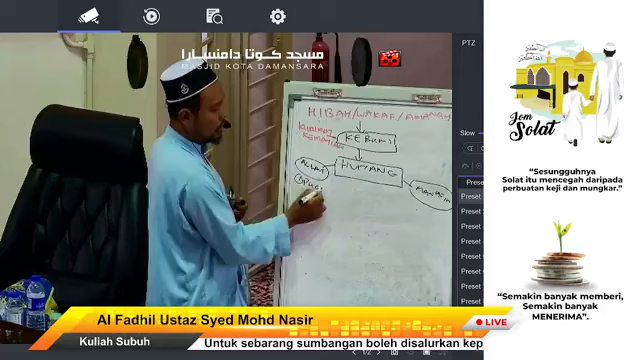 مسجد كوتا دامنسارا
MASJID KOTA DAMANSARA
PTZ
HIBAH/WAKAF/AMANAH
KEBUMI
HUTANG
ALLAH
Slow
Preset
Preset
Preset
Preset
Preset
Preset
Preset
Preset
Jom
Solat
“Sesungguhnya
Solat itu mencegah daripada
perbuatan keji dan mungkar.”
“Semakin banyak memberi,
Semakin banyak
MENERIMA”.
Al Fadhil Ustaz Syed Mohd Nasir
LIVE
Kuliah Subuh
Untuk sebarang sumbangan boleh disalurkan kep
1/2